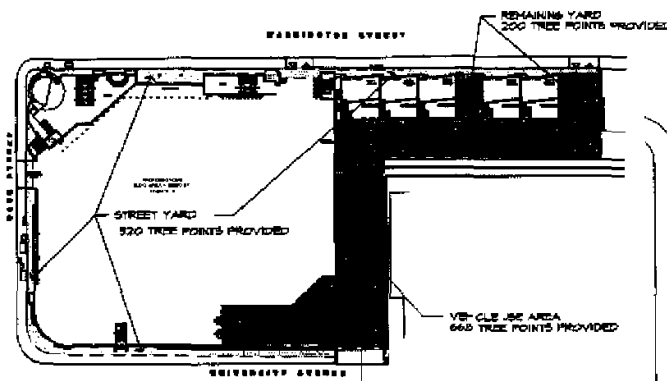 REMAINING YARD
200 TREE POINTS PROVIDED
WASHINGTON STREET
STREET YARD
520 TREE POINTS PROVIDED
VEHICLE USE AREA
665 TREE POINTS PROVIDED
UNIVERSITY AVENUE